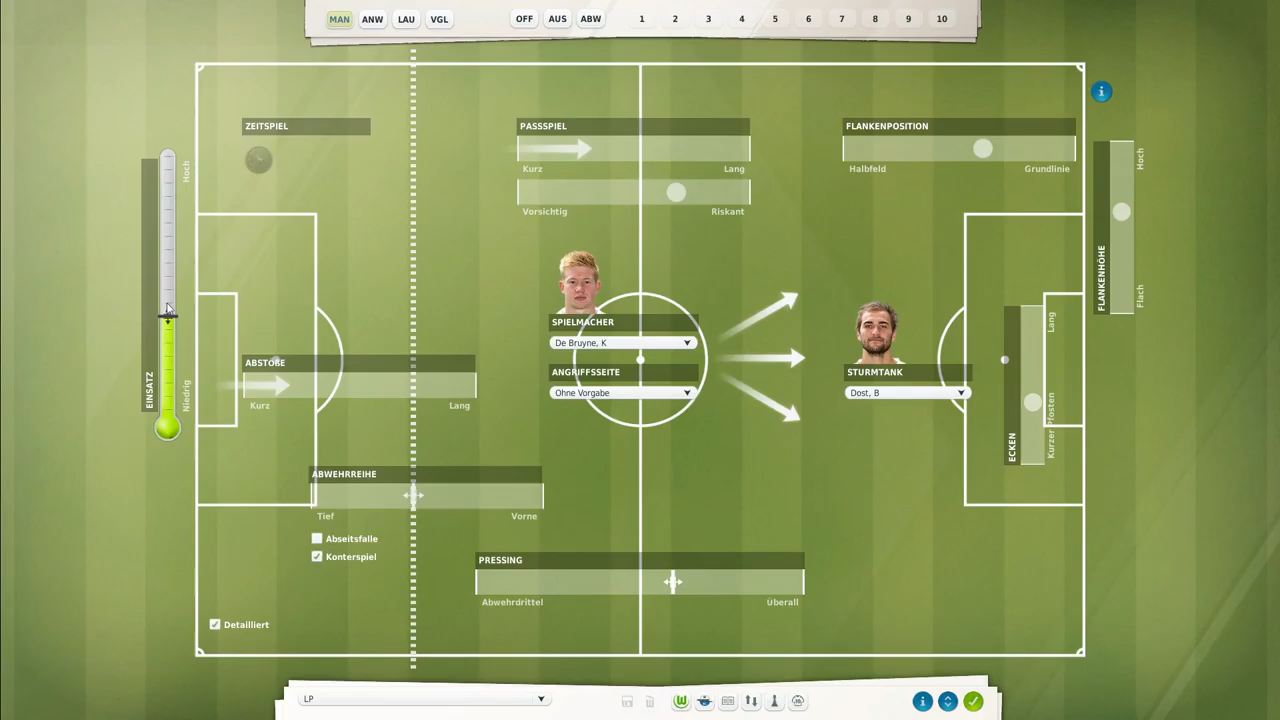 MAN ANW LAU VGL OFF AUS ABW 1 2 3 4 5 6 7 8 9 10
ZEITSPIEL
PASSSPIEL
Kurz Lang
Vorsichtig Riskant
FLANKENPOSITION
Halbfeld Grundlinie
Hoch
EINSATZ
Niedrig
Hoch
FLANKENHÖHE
Flach
SPIELMACHER
De Bruyne, K
ANGRIFFSSEITE
Ohne Vorgabe
STURMTANK
Dost, B
Lang
ECKEN
Kurzer Pfosten
ABSTOßE
Kurz Lang
ABWEHRREIHE
Tief Vorne
Abseitsfalle
Konterspiel
PRESSING
Abwehrdrittel Überall
Detailliert
LP